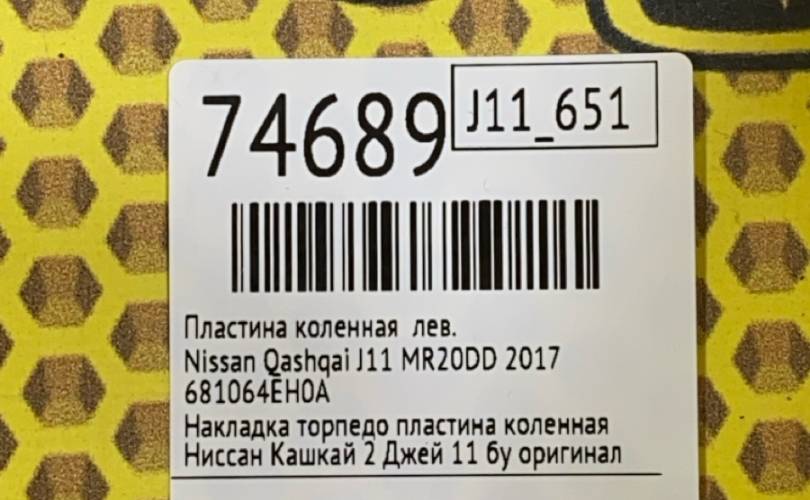 74689 J11_651
Пластина коленная лев.
Nissan Qashqai J11 MR20DD 2017
681064EH0A
Накладка торпедо пластина коленная
Ниссан Кашкай 2 Джей 11 бу оригинал